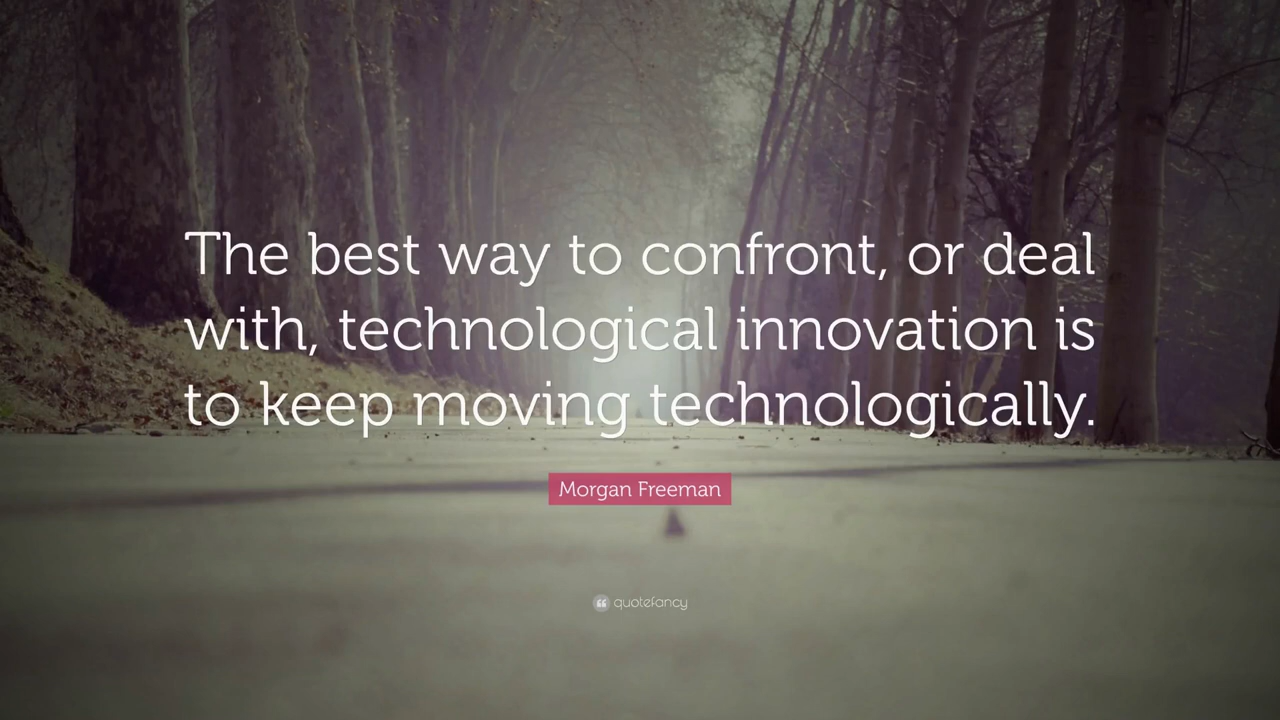 The best way to confront, or deal
with, technological innovation is
to keep moving technologically.
Morgan Freeman
quotefancy